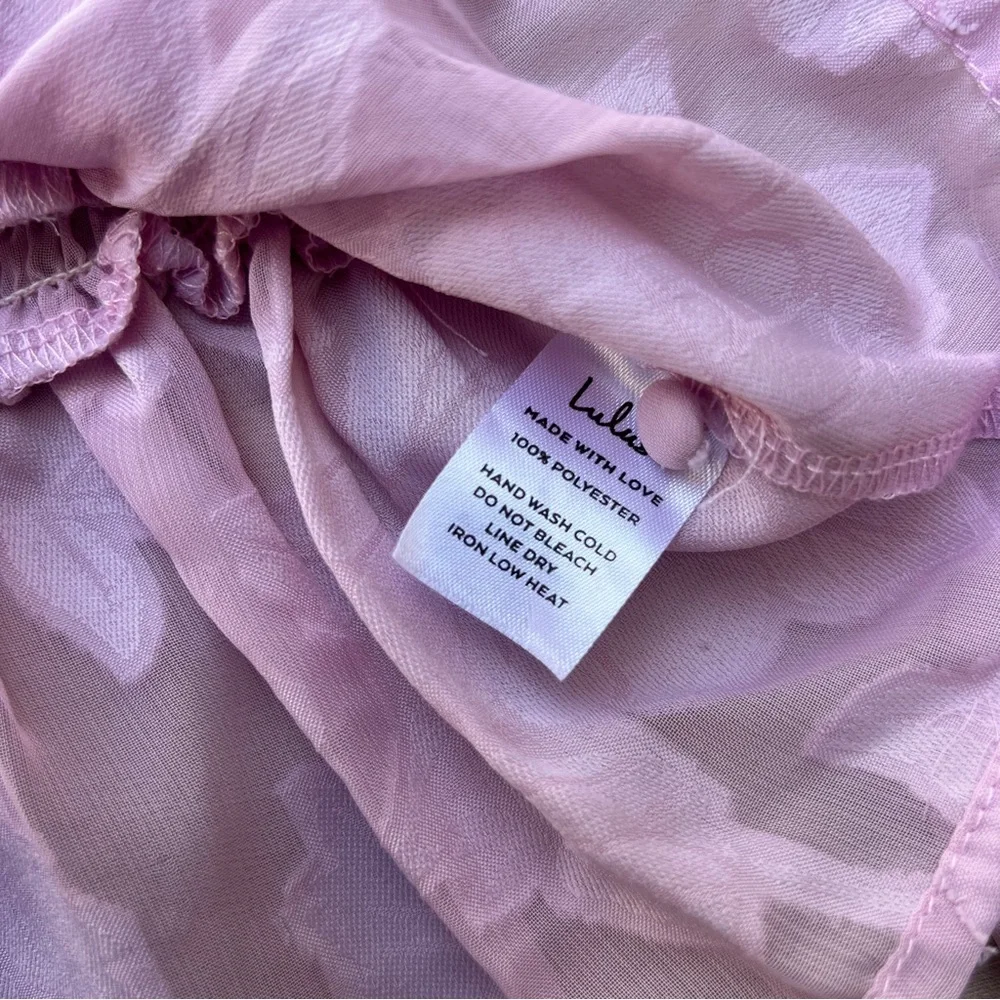 Lulus
MADE WITH LOVE
100% POLYESTER
HAND WASH COLD
DO NOT BLEACH
LINE DRY
IRON LOW HEAT